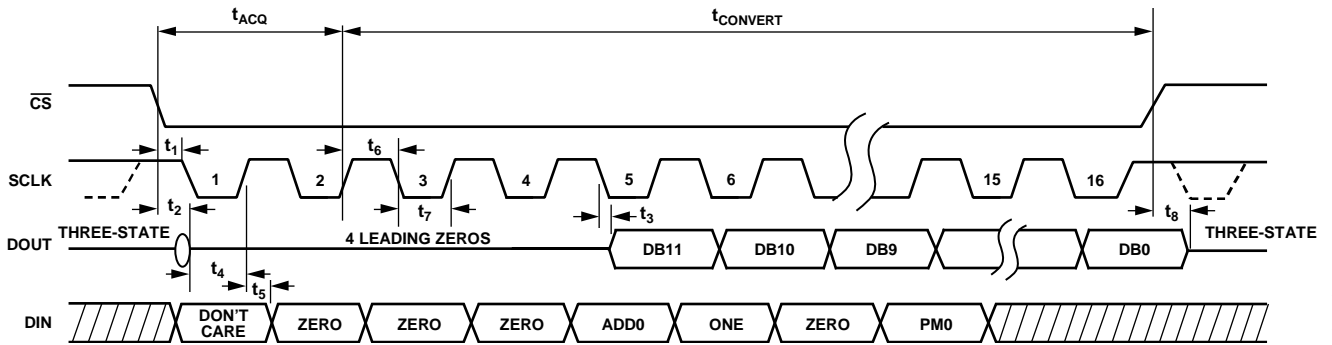 tACQ tCONVERT
CS
t1 t6
SCLK 1 2 3 4 5 6 15 16
t2 t7 t3 t8
DOUT THREE-STATE 4 LEADING ZEROS DB11 DB10 DB9 DB0 THREE-STATE
t4 t5
DIN DON'T CARE ZERO ZERO ZERO ADD0 ONE ZERO PM0